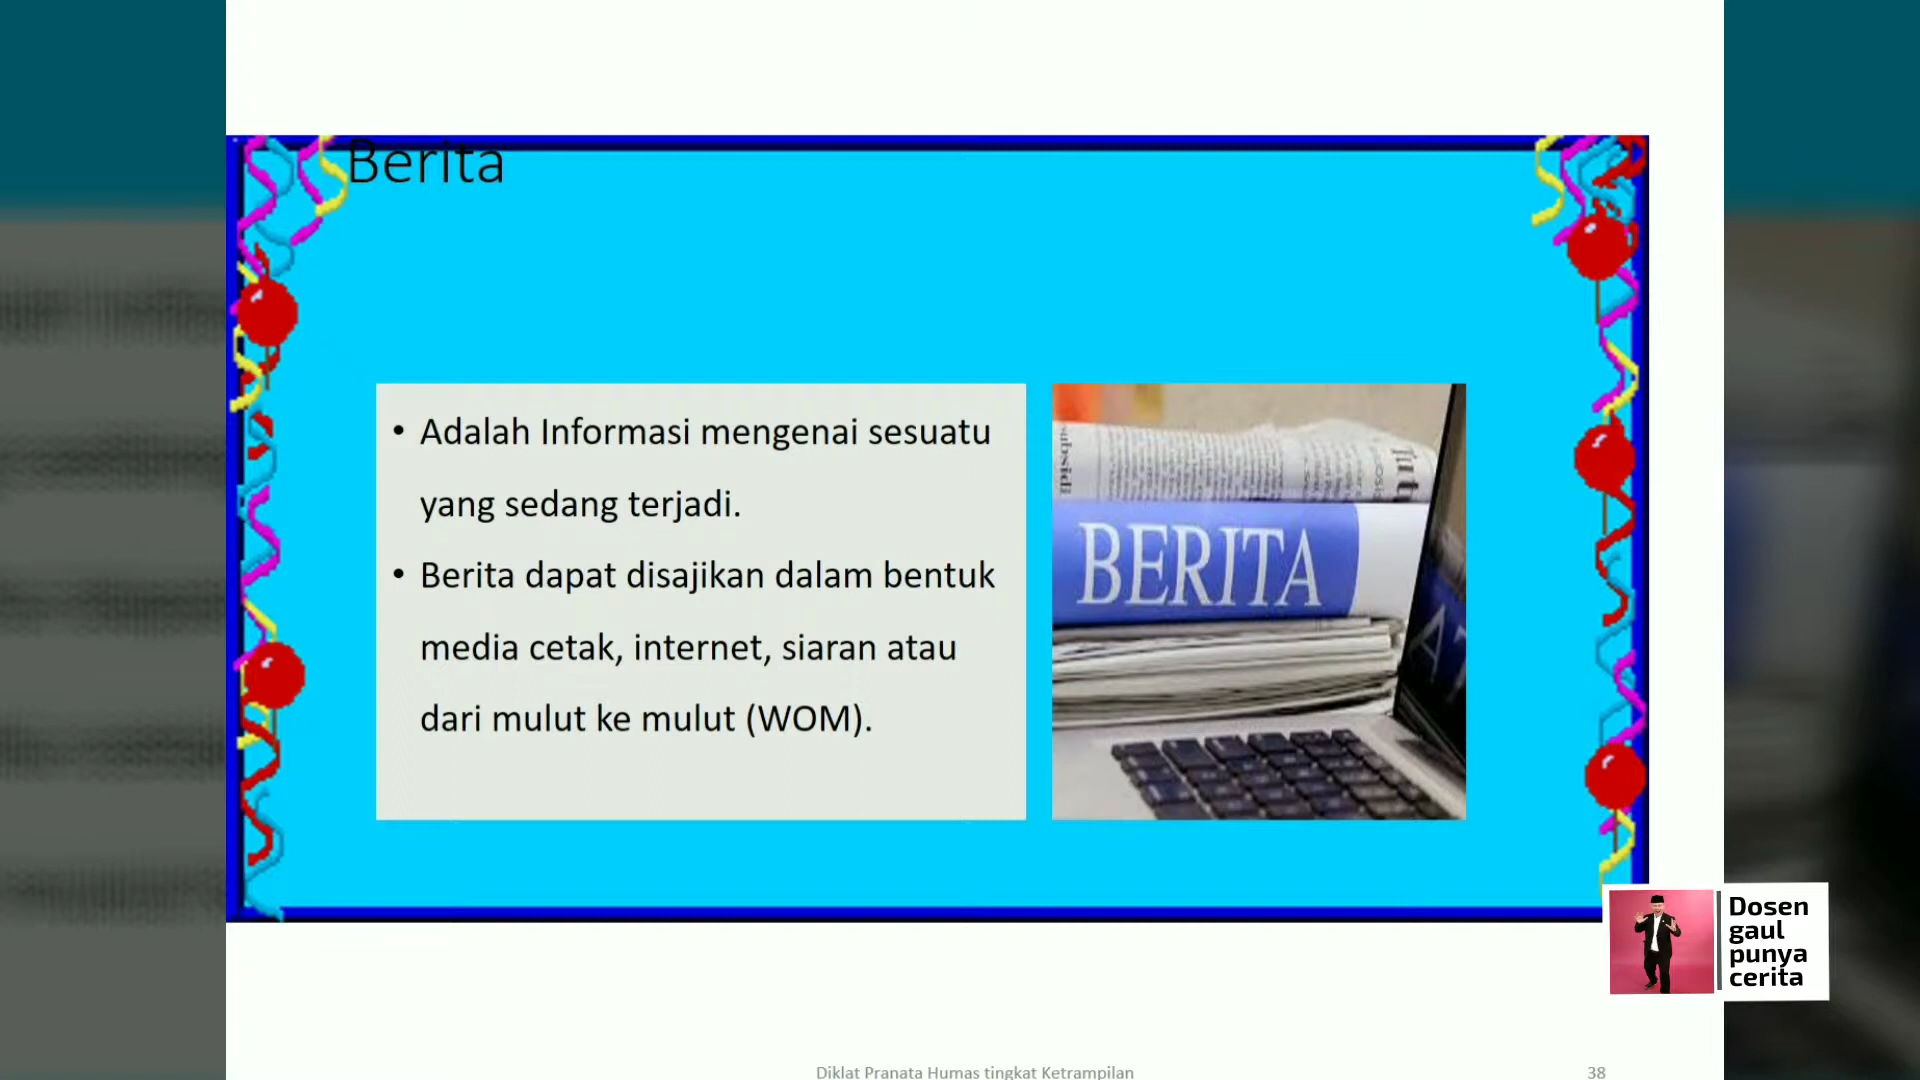 Berita
• Adalah Informasi mengenai sesuatu
yang sedang terjadi.
• Berita dapat disajikan dalam bentuk
media cetak, internet, siaran atau
dari mulut ke mulut (WOM).
subsidi
BERITA
Dosen
gaul
punya
cerita
Diklat Pranata Humas tingkat Ketrampilan
38